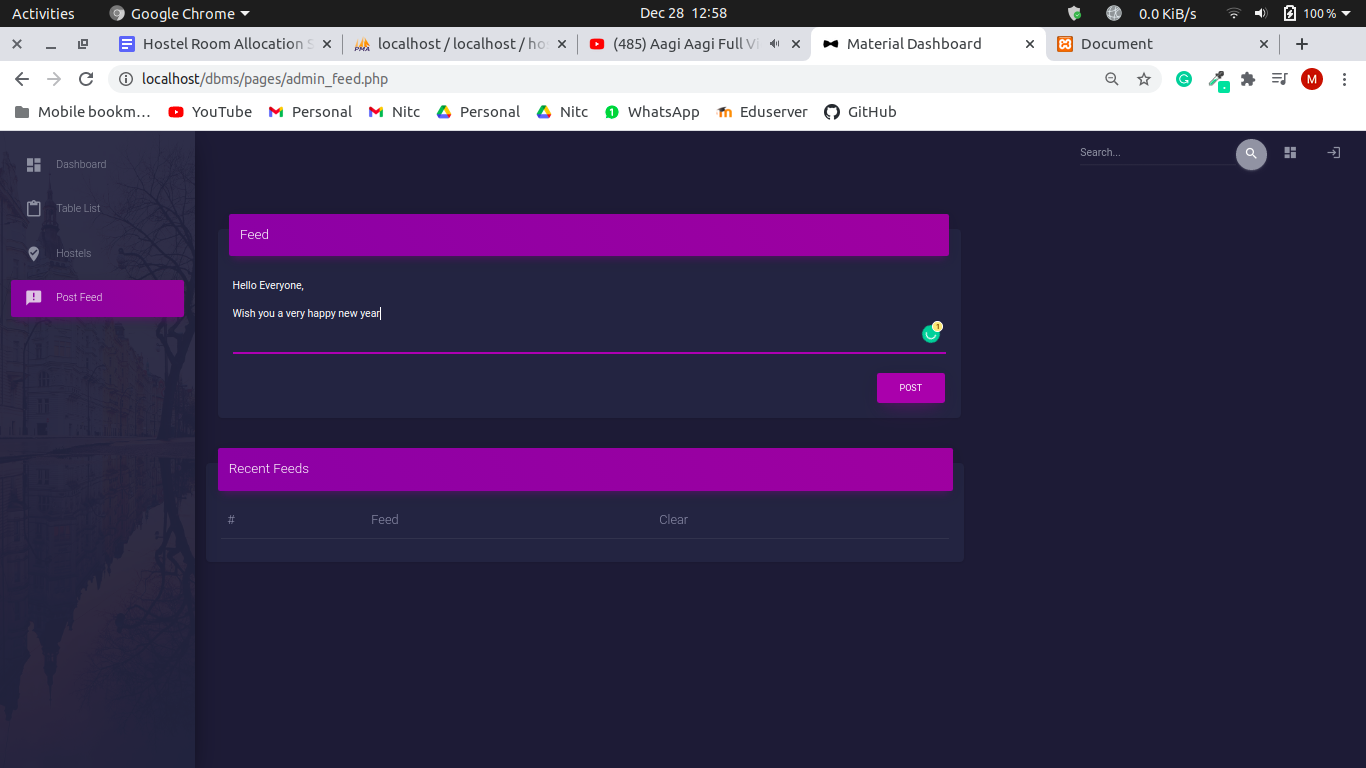 Activities Google Chrome Dec 28 12:58 0.0 KiB/s 100 %
Hostel Room Allocation S localhost / localhost / ho (485) Aagi Aagi Full Vi Material Dashboard Document
localhost/dbms/pages/admin_feed.php M
Mobile bookm... YouTube Personal Nitc Personal Nitc WhatsApp Eduserver GitHub
Dashboard
Table List
Hostels
Post Feed
Search...
Feed
Hello Everyone,
Wish you a very happy new year
1
POST
Recent Feeds
# Feed Clear